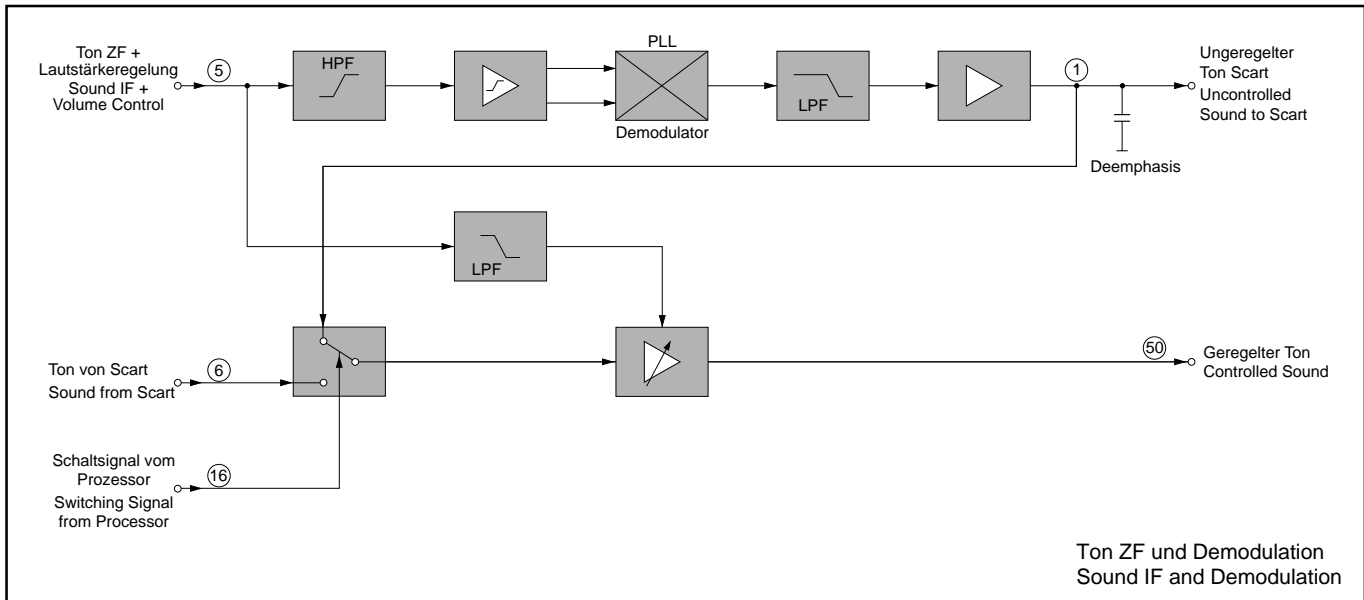 Ton ZF +
Lautstärkeregelung
Sound IF +
Volume Control
5
HPF
PLL
Demodulator
LPF
1
Ungeregelter
Ton Scart
Uncontrolled
Sound to Scart
Deemphasis
LPF
Ton von Scart
Sound from Scart
6
50
Geregelter Ton
Controlled Sound
Schaltsignal vom
Prozessor
Switching Signal
from Processor
16
Ton ZF und Demodulation
Sound IF and Demodulation